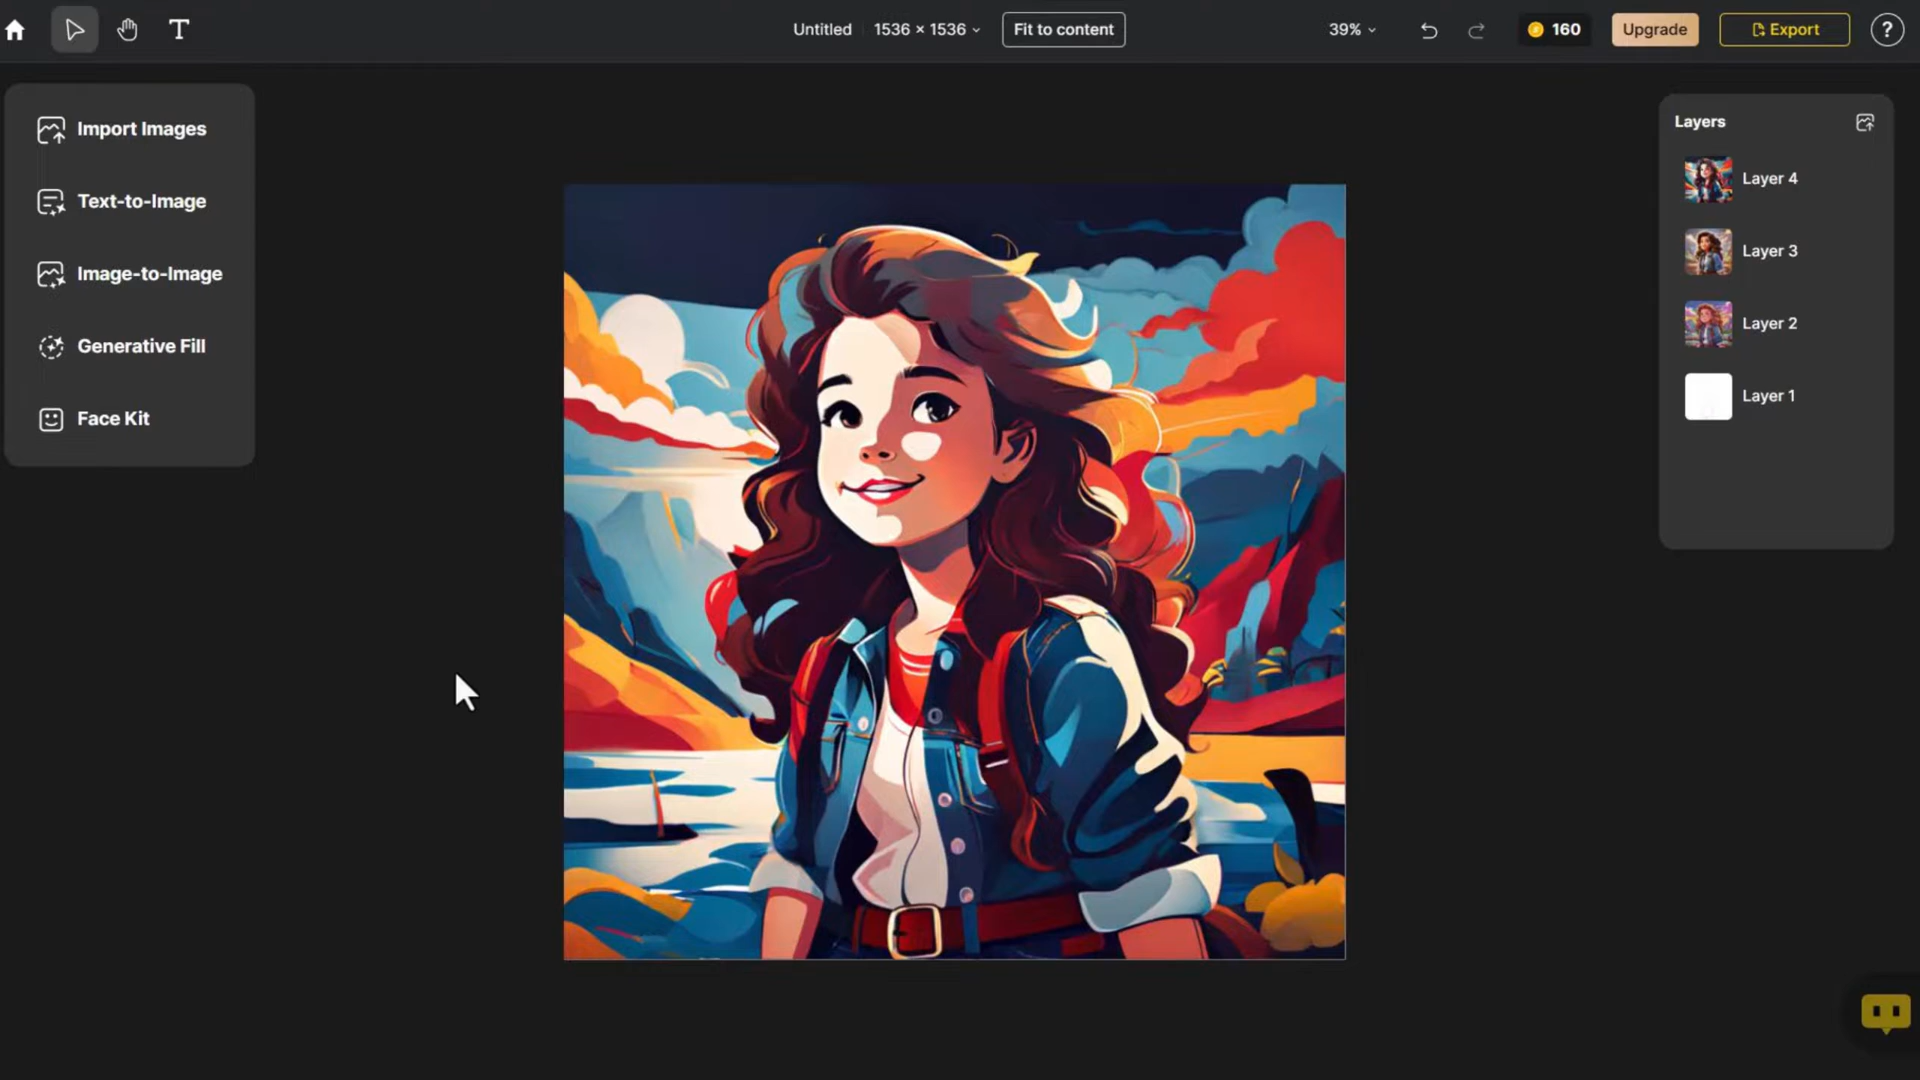 Untitled 1536 × 1536 Fit to content 39% 160 Upgrade Export ?
Import Images
Text-to-Image
Image-to-Image
Generative Fill
Face Kit
Layers
Layer 4
Layer 3
Layer 2
Layer 1